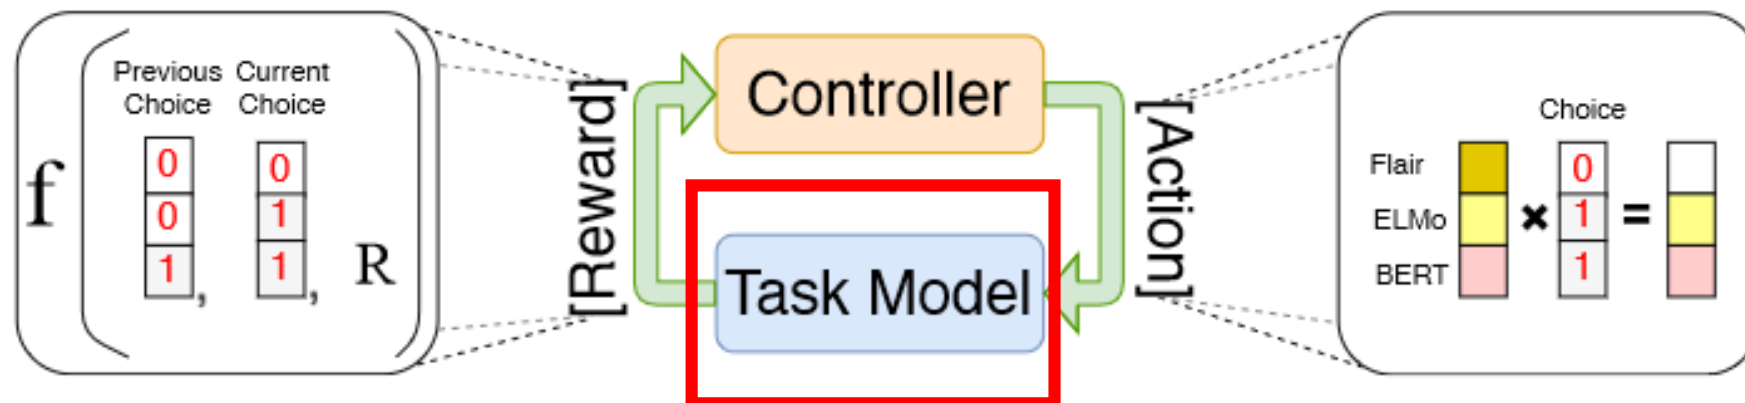 f
Previous Current
Choice Choice
0 0
0 1
1, 1, R
[Reward]
Controller
Task Model
[Action]
Choice
Flair 0
ELMo × 1 =
BERT 1